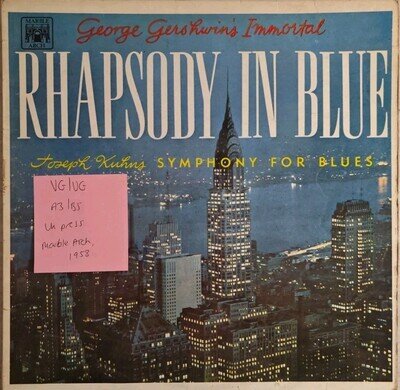 MARBLE
ARCH
George Gershwin's Immortal
RHAPSODY IN BLUE
Joseph Kuhns SYMPHONY FOR BLUES
VG/VG
A3/B5
UK press
Marble Arch,
1958